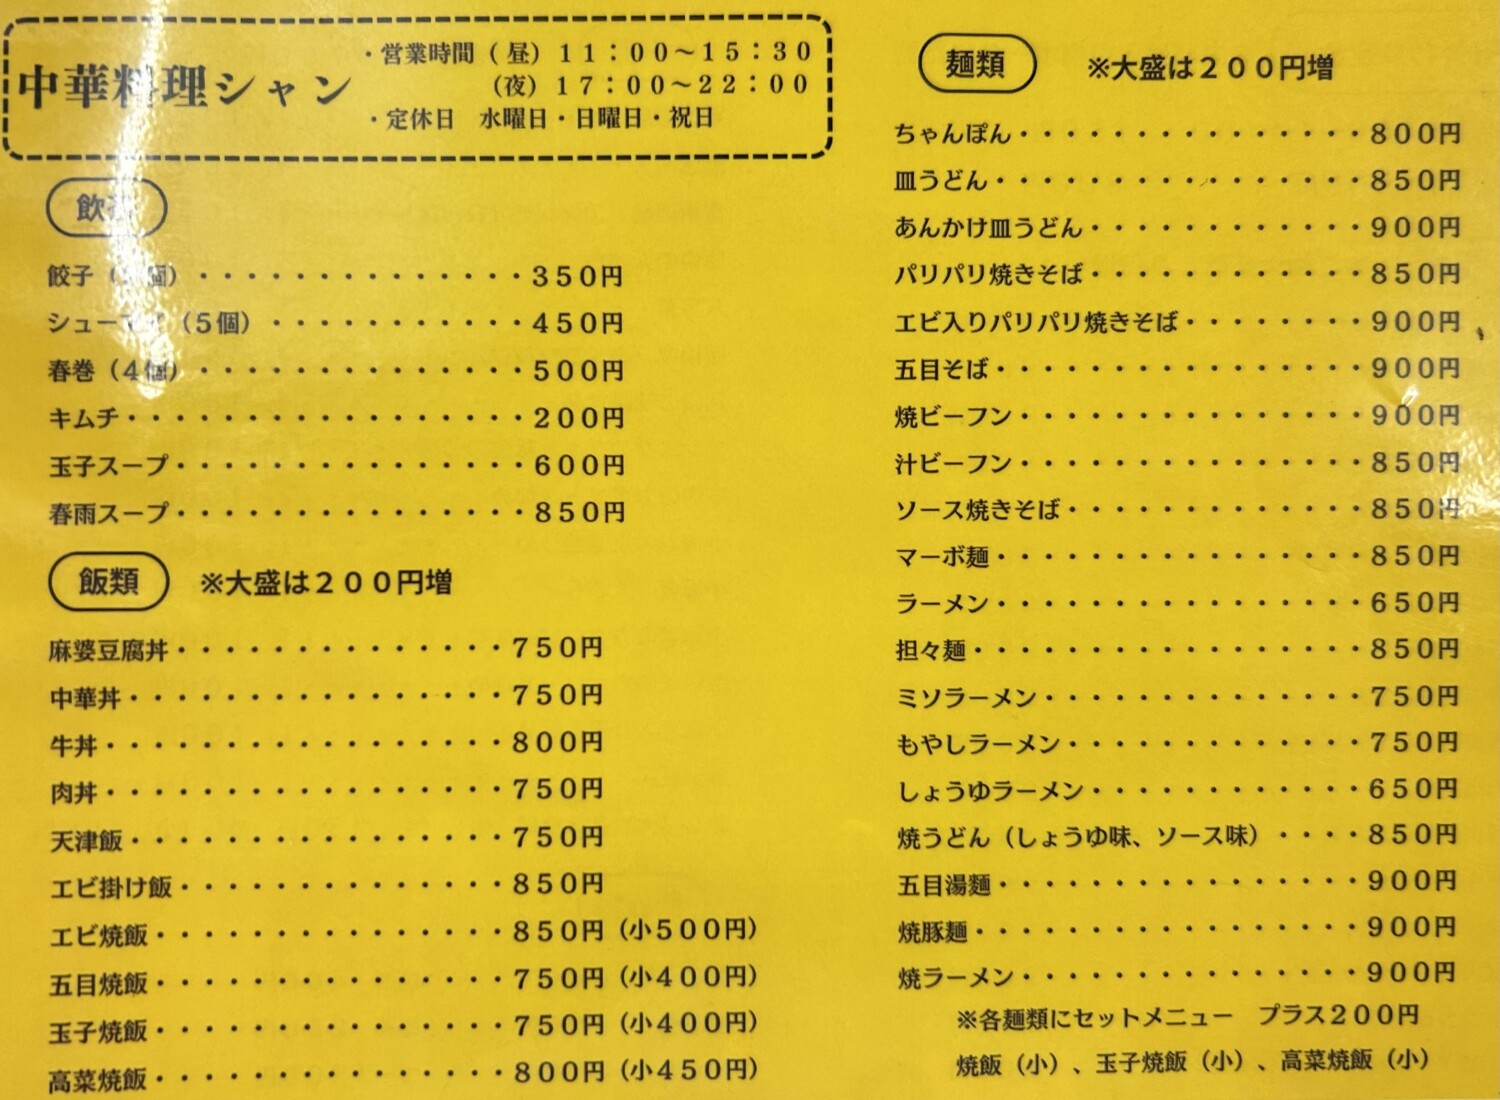 中華料理シャン
・営業時間（昼）１１：００～１５：３０
（夜）１７：００～２２：００
・定休日　水曜日・日曜日・祝日
飲
餃子（個）・・・・・・・・・・・・・・３５０円
シューマイ（５個）・・・・・・・・・・・４５０円
春巻（４個）・・・・・・・・・・・・・・５００円
キムチ・・・・・・・・・・・・・・・・・２００円
玉子スープ・・・・・・・・・・・・・・・６００円
春雨スープ・・・・・・・・・・・・・・・８５０円
飯類　※大盛は２００円増
麻婆豆腐丼・・・・・・・・・・・・・・７５０円
中華丼・・・・・・・・・・・・・・・・７５０円
牛丼・・・・・・・・・・・・・・・・・８００円
肉丼・・・・・・・・・・・・・・・・・７５０円
天津飯・・・・・・・・・・・・・・・・７５０円
エビ掛け飯・・・・・・・・・・・・・・８５０円
エビ焼飯・・・・・・・・・・・・・・・８５０円（小５００円）
五目焼飯・・・・・・・・・・・・・・・７５０円（小４００円）
玉子焼飯・・・・・・・・・・・・・・・７５０円（小４００円）
高菜焼飯・・・・・・・・・・・・・・・８００円（小４５０円）
麺類　※大盛は２００円増
ちゃんぽん・・・・・・・・・・・・・・・８００円
皿うどん・・・・・・・・・・・・・・・・８５０円
あんかけ皿うどん・・・・・・・・・・・・９００円
パリパリ焼きそば・・・・・・・・・・・・８５０円
エビ入りパリパリ焼きそば・・・・・・・・９００円
五目そば・・・・・・・・・・・・・・・・９００円
焼ビーフン・・・・・・・・・・・・・・・９００円
汁ビーフン・・・・・・・・・・・・・・・８５０円
ソース焼きそば・・・・・・・・・・・・・８５０円
マーボ麺・・・・・・・・・・・・・・・・８５０円
ラーメン・・・・・・・・・・・・・・・・６５０円
担々麺・・・・・・・・・・・・・・・・・８５０円
ミソラーメン・・・・・・・・・・・・・・７５０円
もやしラーメン・・・・・・・・・・・・・７５０円
しょうゆラーメン・・・・・・・・・・・・６５０円
焼うどん（しょうゆ味、ソース味）・・・・８５０円
五目湯麺・・・・・・・・・・・・・・・・９００円
焼豚麺・・・・・・・・・・・・・・・・・９００円
焼ラーメン・・・・・・・・・・・・・・・９００円
※各麺類にセットメニュー　プラス２００円
焼飯（小）、玉子焼飯（小）、高菜焼飯（小）